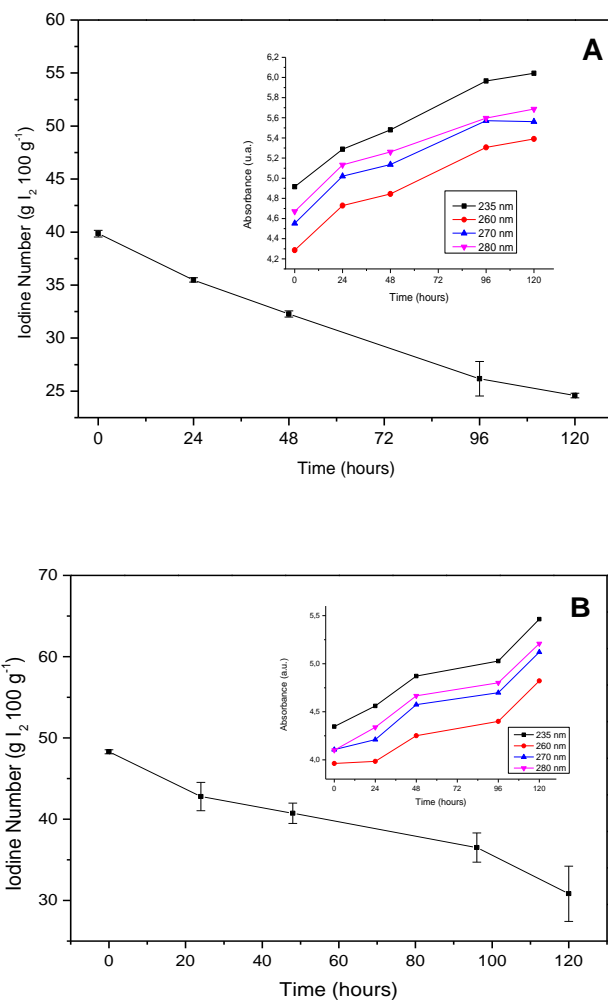 A
60
55
50
45
40
35
30
25
Iodine Number (g I₂ 100 g⁻¹)
0 24 48 72 96 120
Time (hours)
6,2
6,0
5,8
5,6
5,4
5,2
5,0
4,8
4,6
4,4
4,2
Absorbance (u.a.)
235 nm
260 nm
270 nm
280 nm
0 24 48 72 96 120
Time (hours)
B
70
60
50
40
30
Iodine Number (g I₂ 100 g⁻¹)
0 20 40 60 80 100 120
Time (hours)
5,5
5,0
4,5
4,0
Absorbance (a.u.)
235 nm
260 nm
270 nm
280 nm
0 24 48 96 120
Time (hours)